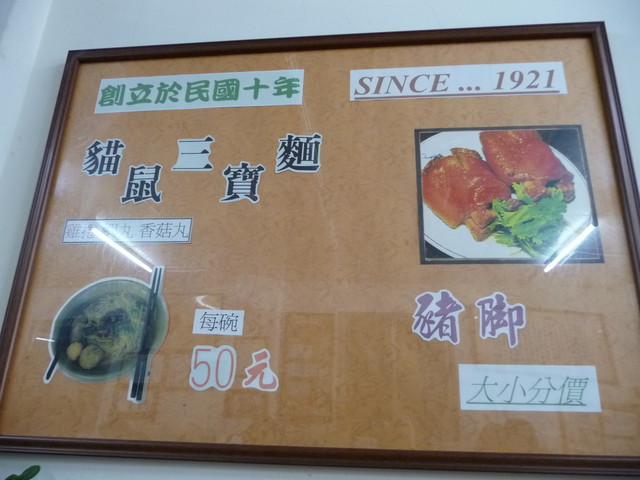 創立於民國十年
SINCE ... 1921
貓鼠三寶麵
丸 香菇丸
每碗
50元
豬腳
大小分價